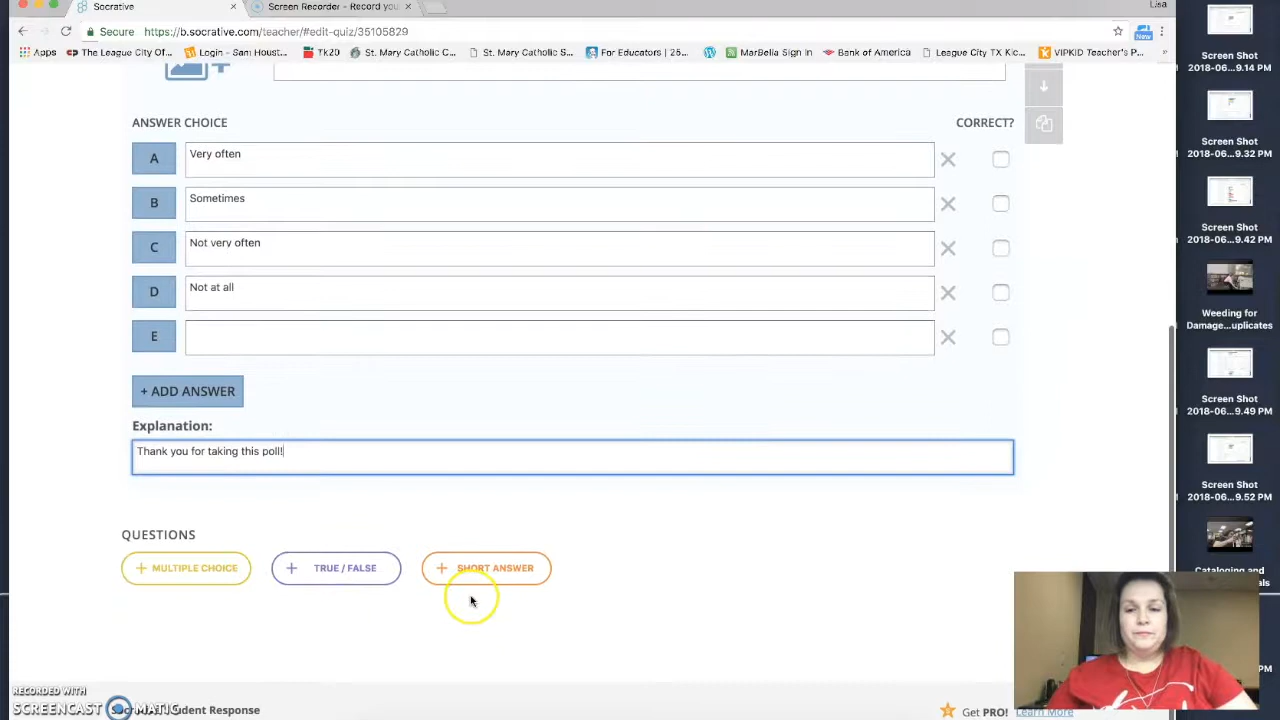 Socrative
Screen Recorder - Record you
Lisa
Secure
https://b.socrative.com/teacher/#edit-quiz/35105829
New
Apps
The League City Of...
Login - Sam Houst...
Tk20
St. Mary Catholic
St. Mary Catholic S...
For Educators | 25...
MarBella Sign In
Bank of America
League City TX Kic...
VIPKID Teacher's P...
ANSWER CHOICE
CORRECT?
A
Very often
B
Sometimes
C
Not very often
D
Not at all
E
+ ADD ANSWER
Explanation:
Thank you for taking this poll!
QUESTIONS
+ MULTIPLE CHOICE
+ TRUE / FALSE
+ SHORT ANSWER
RECORDED WITH
SCREENCAST MATIC
Student Response
Get PRO! Learn More
Screen Shot
2018-06...9.14 PM
Screen Shot
2018-06...9.32 PM
Screen Shot
2018-06...9.42 PM
Weeding for
Damage...uplicates
Screen Shot
2018-06...9.49 PM
Screen Shot
2018-06...9.52 PM
Cataloging and
PM